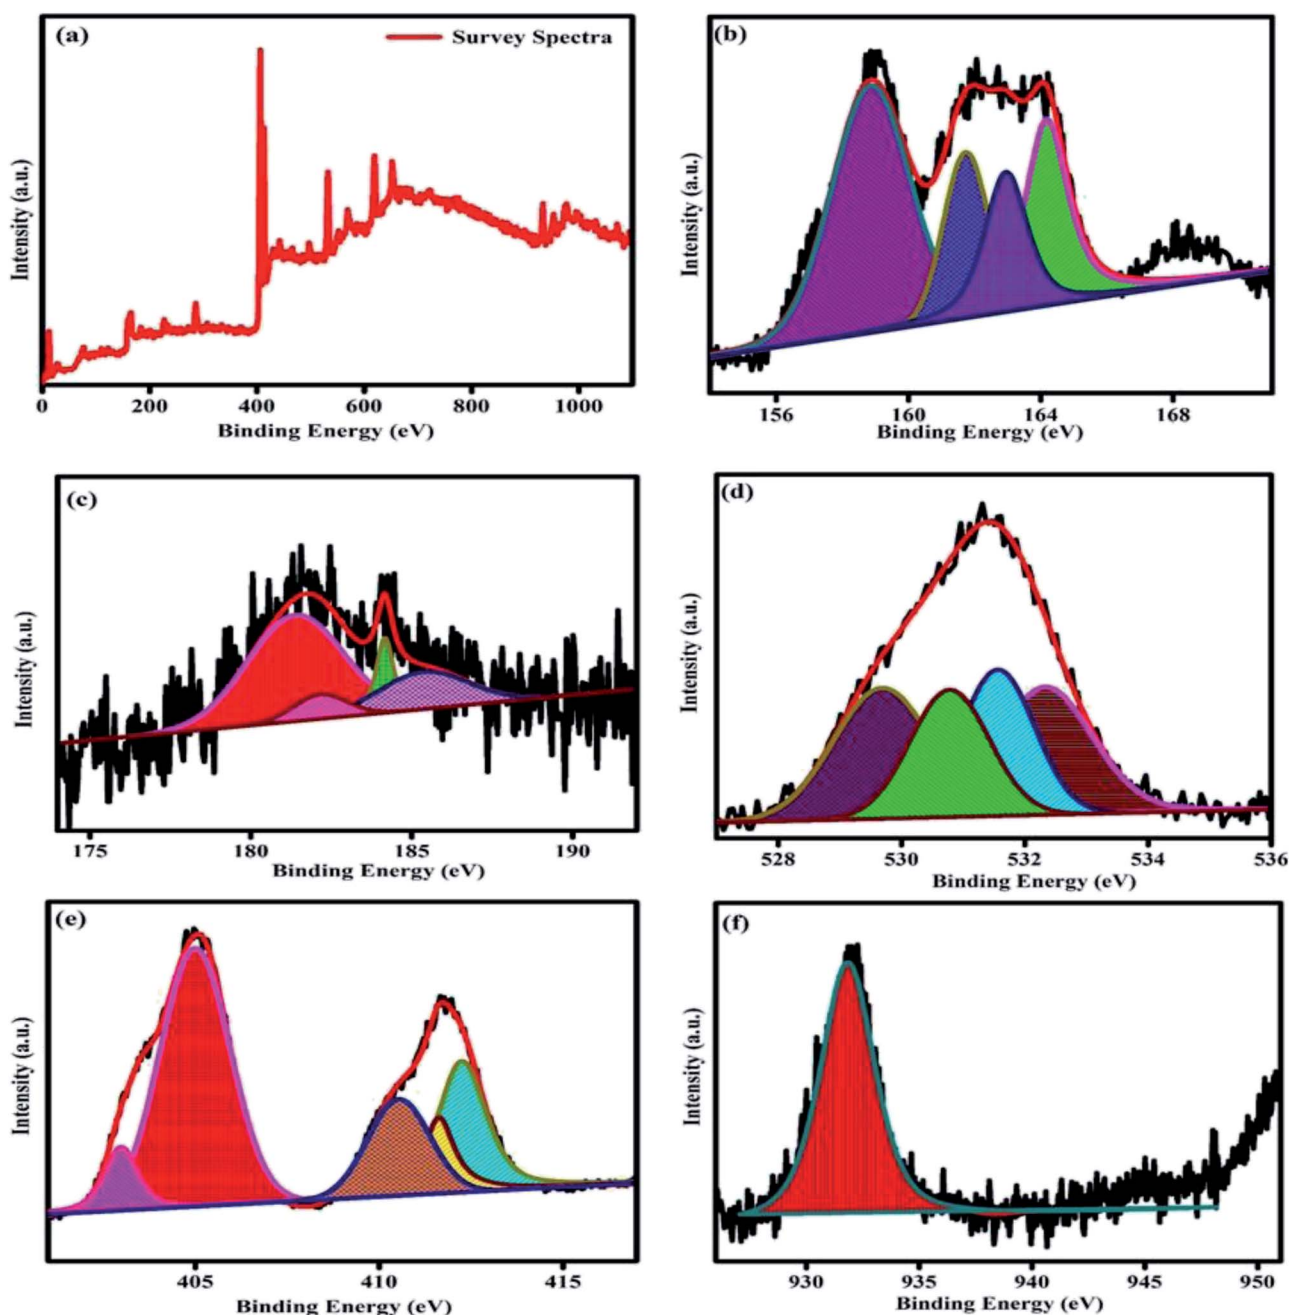 (a)
Survey Spectra
Intensity (a.u.)
0 200 400 600 800 1000
Binding Energy (eV)
(b)
Intensity (a.u.)
156 160 164 168
Binding Energy (eV)
(c)
Intensity (a.u.)
175 180 185 190
Binding Energy (eV)
(d)
Intensity (a.u.)
528 530 532 534 536
Binding Energy (eV)
(e)
Intensity (a.u.)
405 410 415
Binding Energy (eV)
(f)
Intensity (a.u.)
930 935 940 945 950
Binding Energy (eV)